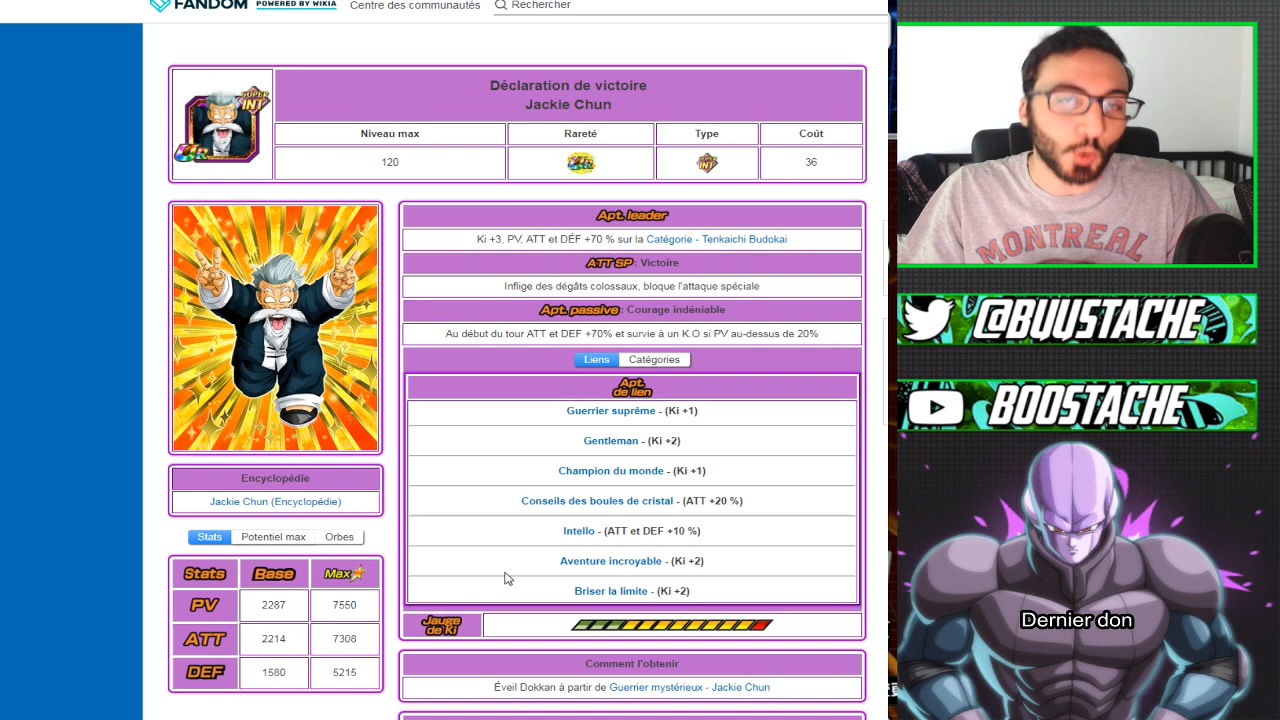 FANDOM POWERED BY WIKIA Centre des communautés Rechercher
Déclaration de victoire
Jackie Chun
SUPER INT
UR
Niveau max Rareté Type Coût
120 LR UR SUPER INT 36
Apt. leader
Ki +3, PV, ATT et DÉF +70 % sur la Catégorie - Tenkaichi Budokai
ATT SP: Victoire
Inflige des dégâts colossaux, bloque l'attaque spéciale
Apt. passive: Courage indéniable
Au début du tour ATT et DEF +70% et survie à un K.O si PV au-dessus de 20%
Liens Catégories
Apt. de lien
Guerrier suprême - (Ki +1)
Gentleman - (Ki +2)
Champion du monde - (Ki +1)
Conseils des boules de cristal - (ATT +20 %)
Intello - (ATT et DEF +10 %)
Aventure incroyable - (Ki +2)
Briser la limite - (Ki +2)
Jauge de Ki
Comment l'obtenir
Éveil Dokkan à partir de Guerrier mystérieux - Jackie Chun
Encyclopédie
Jackie Chun (Encyclopédie)
Stats Potentiel max Orbes
Stats Base Max
PV 2287 7550
ATT 2214 7308
DEF 1580 5215
MONTREAL
@BUUSTACHE
BOOSTACHE
Dernier don